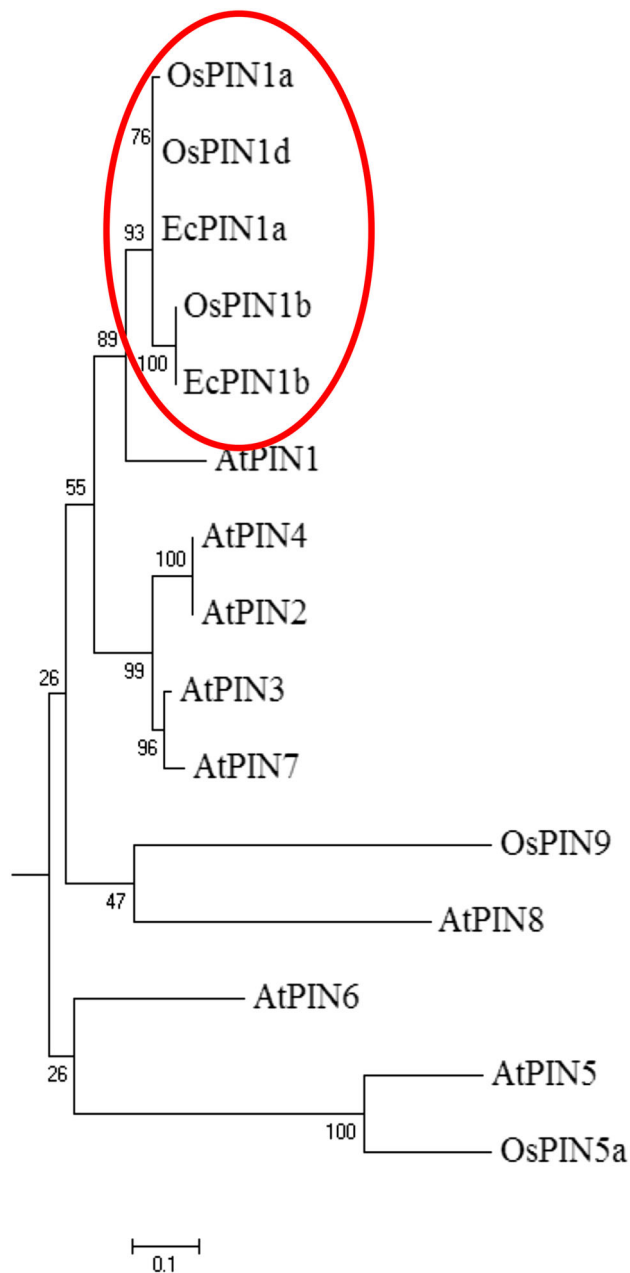 OsPIN1a
76
OsPIN1d
93
EcPIN1a
OsPIN1b
89
100
EcPIN1b
AtPIN1
55
AtPIN4
100
AtPIN2
99
26
AtPIN3
96
AtPIN7
OsPIN9
47
AtPIN8
AtPIN6
26
AtPIN5
100
OsPIN5a
0.1